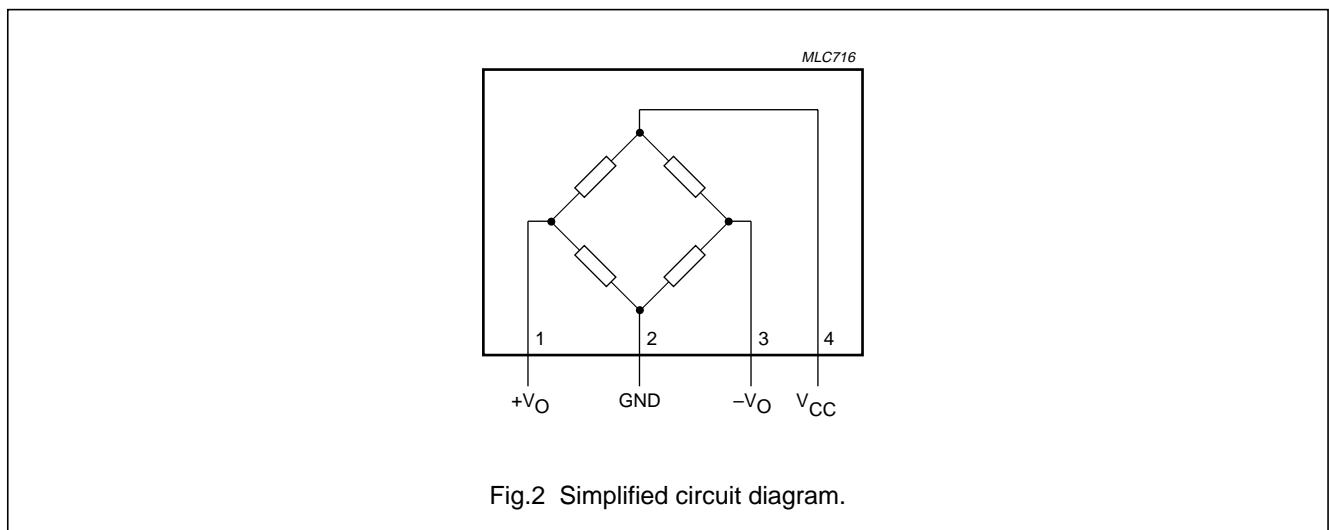 MLC716
1 2 3 4
+VO GND –VO VCC
Fig.2 Simplified circuit diagram.